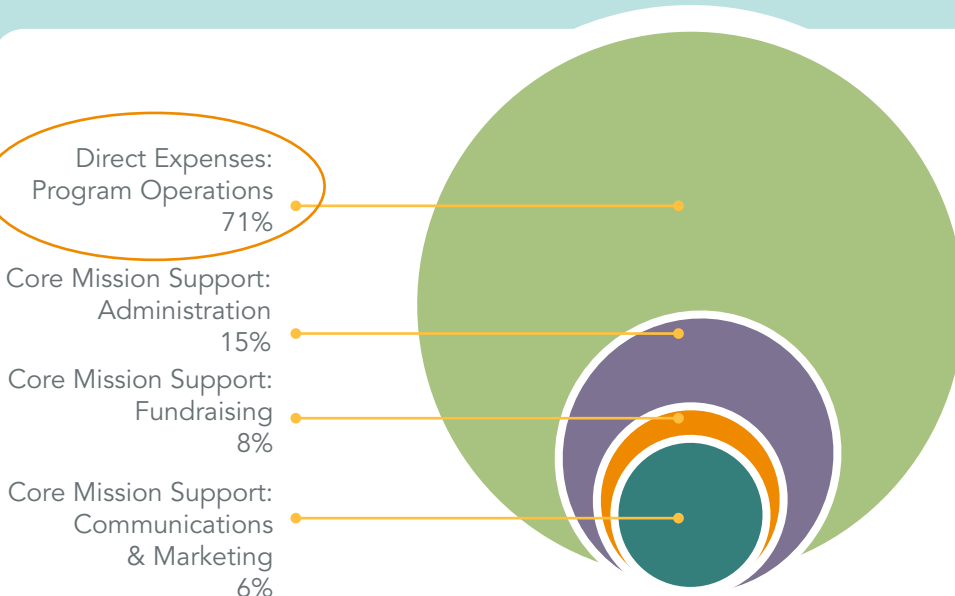 Direct Expenses:
Program Operations
71%
Core Mission Support:
Administration
15%
Core Mission Support:
Fundraising
8%
Core Mission Support:
Communications
& Marketing
6%